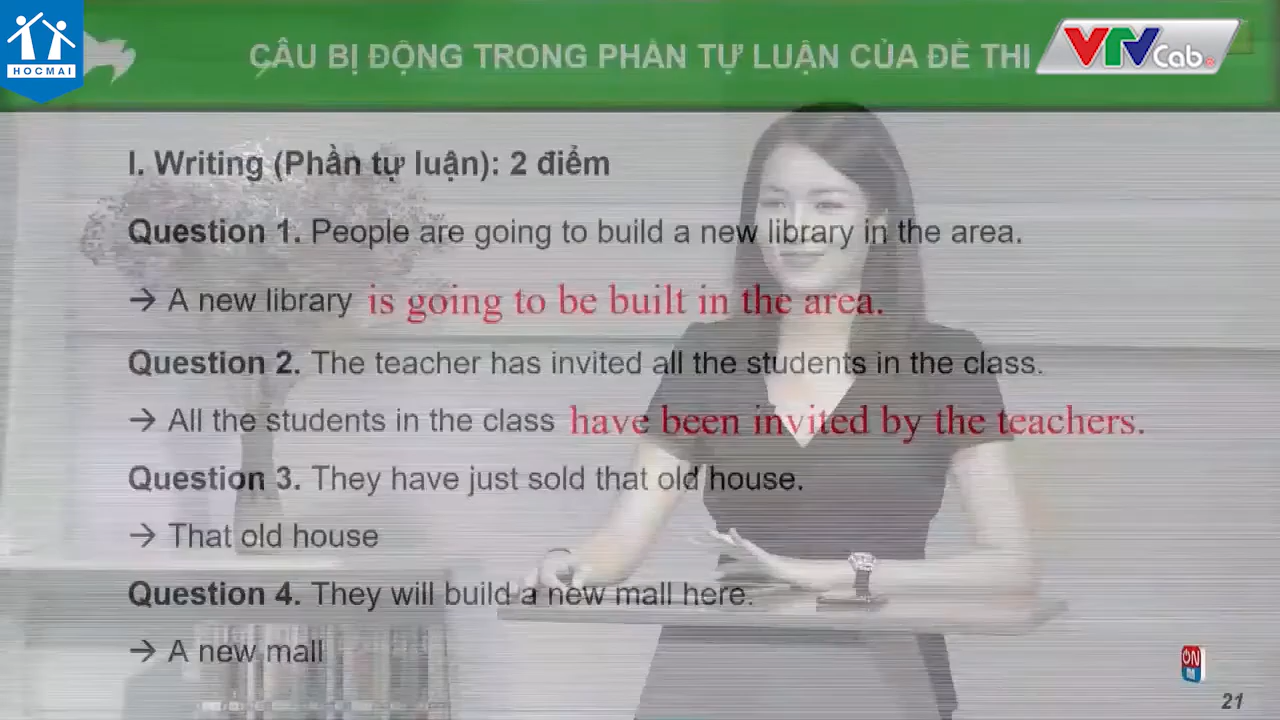 HOCMAI
CÂU BỊ ĐỘNG TRONG PHẦN TỰ LUẬN CỦA ĐỀ THI
VTVCab
I. Writing (Phần tự luận): 2 điểm
Question 1. People are going to build a new library in the area.
→ A new library is going to be built in the area.
Question 2. The teacher has invited all the students in the class.
→ All the students in the class have been invited by the teachers.
Question 3. They have just sold that old house.
→ That old house
Question 4. They will build a new mall here.
→ A new mall
ON
21